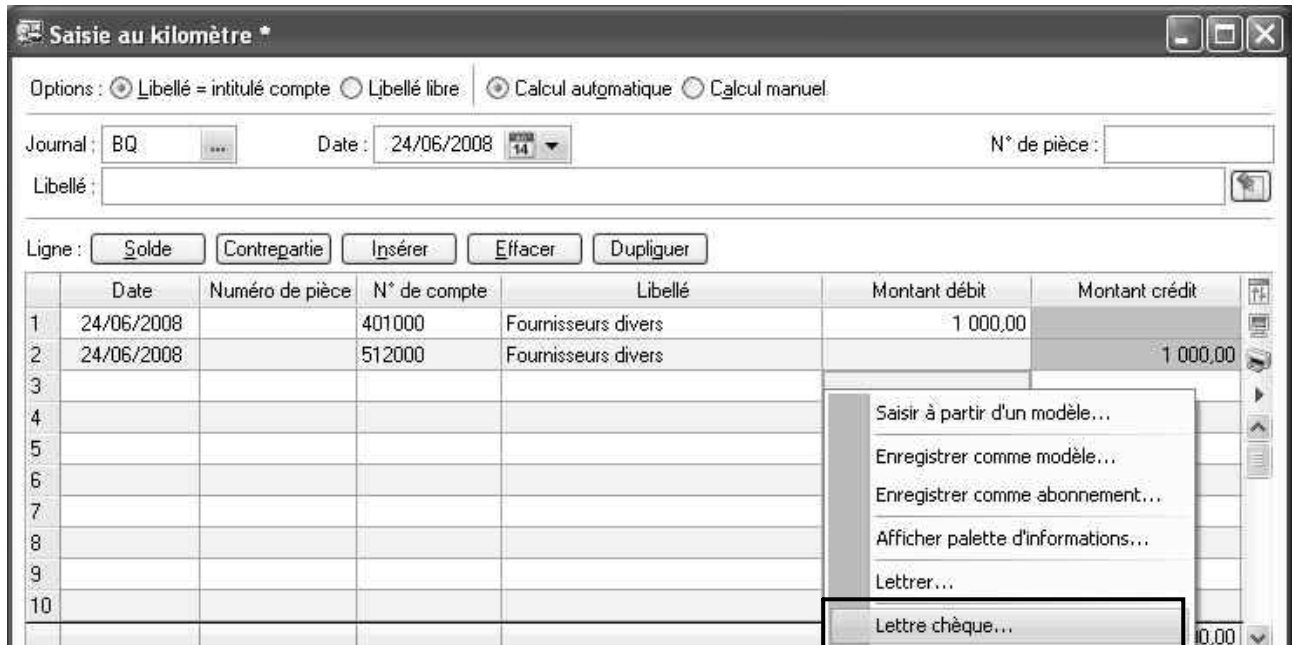 Saisie au kilomètre *
Options : Libellé = intitulé compte Libellé libre Calcul automatique Calcul manuel
Journal : BQ ... Date : 24/06/2008 14 N° de pièce :
Libellé :
Ligne : Solde Contrepartie Insérer Effacer Dupliquer
Date Numéro de pièce N° de compte Libellé Montant débit Montant crédit
1 24/06/2008 401000 Fournisseurs divers 1 000,00
2 24/06/2008 512000 Fournisseurs divers 1 000,00
3
4 Saisir à partir d'un modèle...
5 Enregistrer comme modèle...
6 Enregistrer comme abonnement...
7
8 Afficher palette d'informations...
9 Lettrer...
10
Lettre chèque...